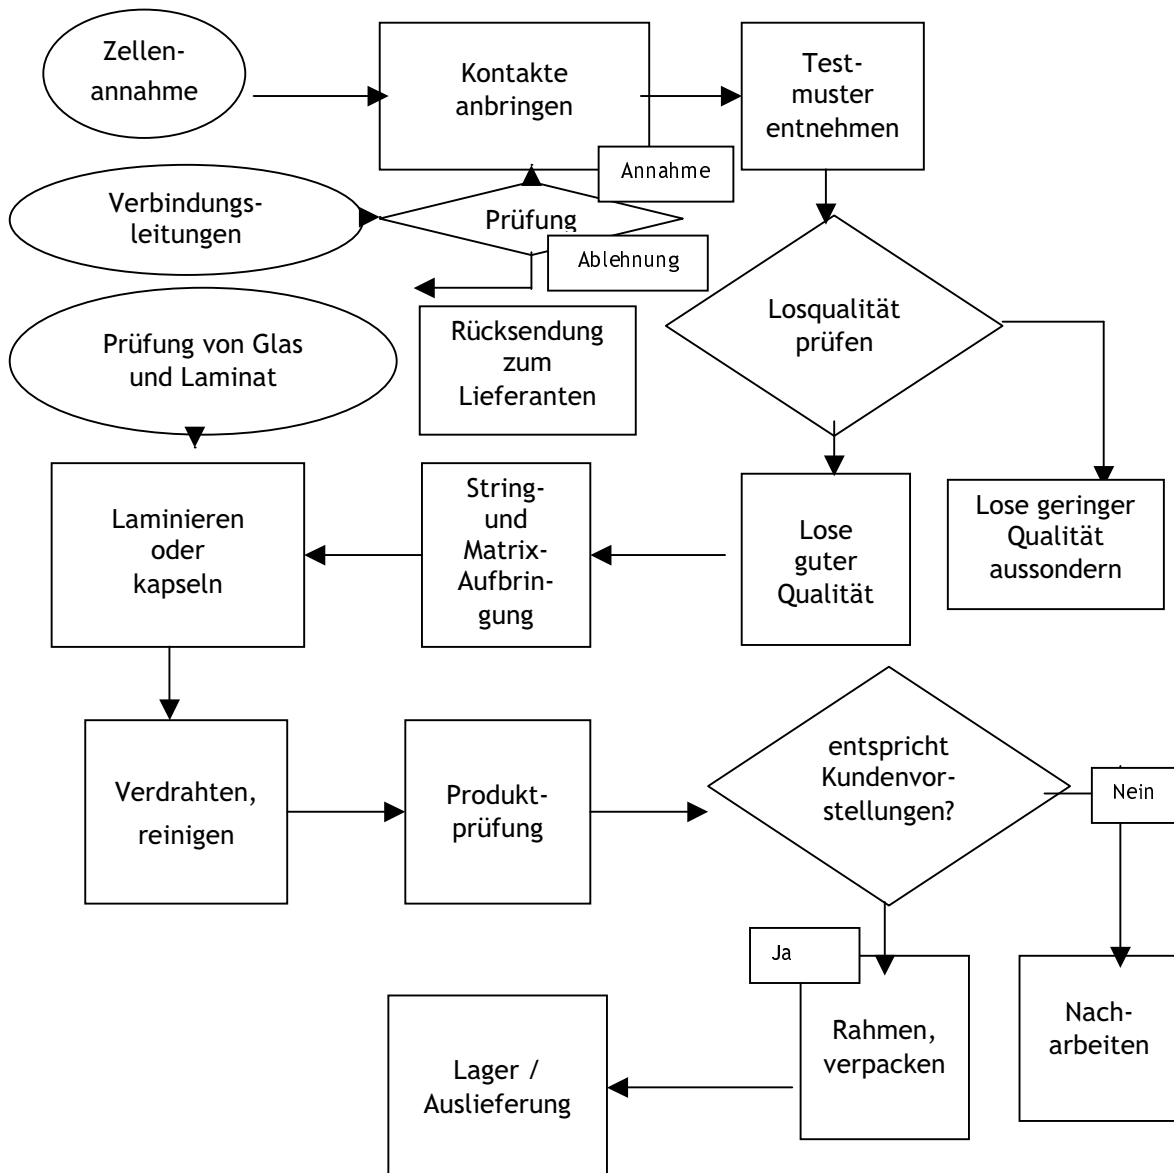 Zellen-
annahme
Kontakte
anbringen
Test-
muster
entnehmen
Annahme
Verbindungs-
leitungen
Prüfung
Ablehnung
Prüfung von Glas
und Laminat
Rücksendung
zum
Lieferanten
Losqualität
prüfen
Laminieren
oder
kapseln
String-
und
Matrix-
Aufbrin-
gung
Lose
guter
Qualität
Lose geringer
Qualität
aussondern
Verdrahten,
reinigen
Produkt-
prüfung
entspricht
Kundenvor-
stellungen?
Nein
Ja
Rahmen,
verpacken
Nach-
arbeiten
Lager /
Auslieferung